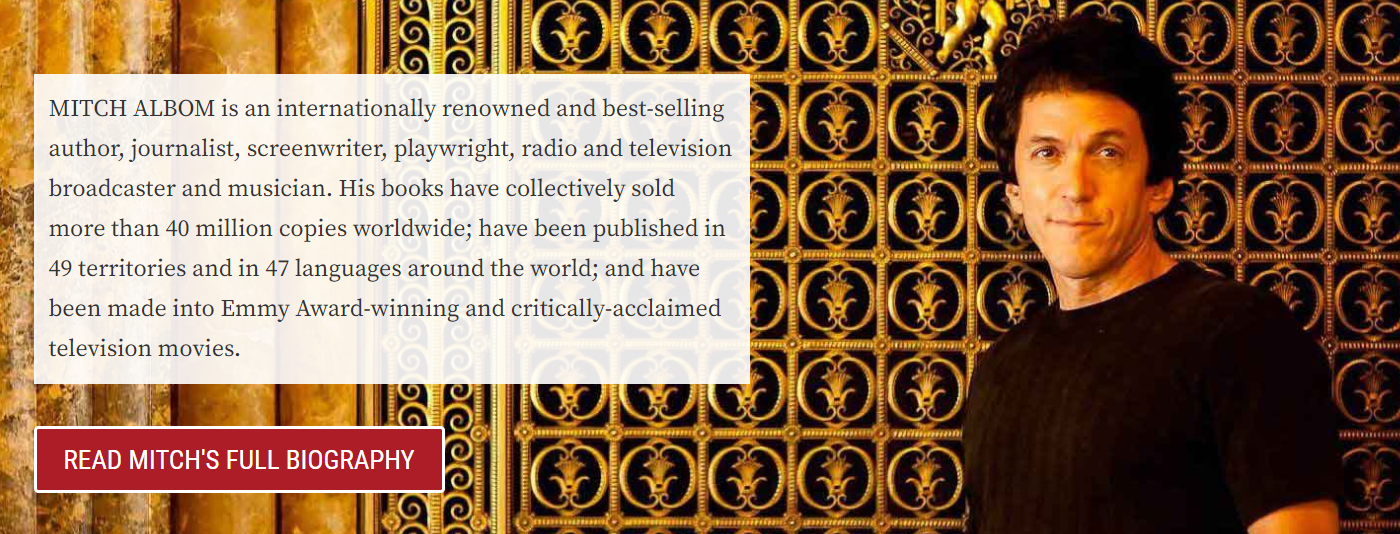 MITCH ALBOM is an internationally renowned and best-selling
author, journalist, screenwriter, playwright, radio and television
broadcaster and musician. His books have collectively sold
more than 40 million copies worldwide; have been published in
49 territories and in 47 languages around the world; and have
been made into Emmy Award-winning and critically-acclaimed
television movies.
READ MITCH'S FULL BIOGRAPHY